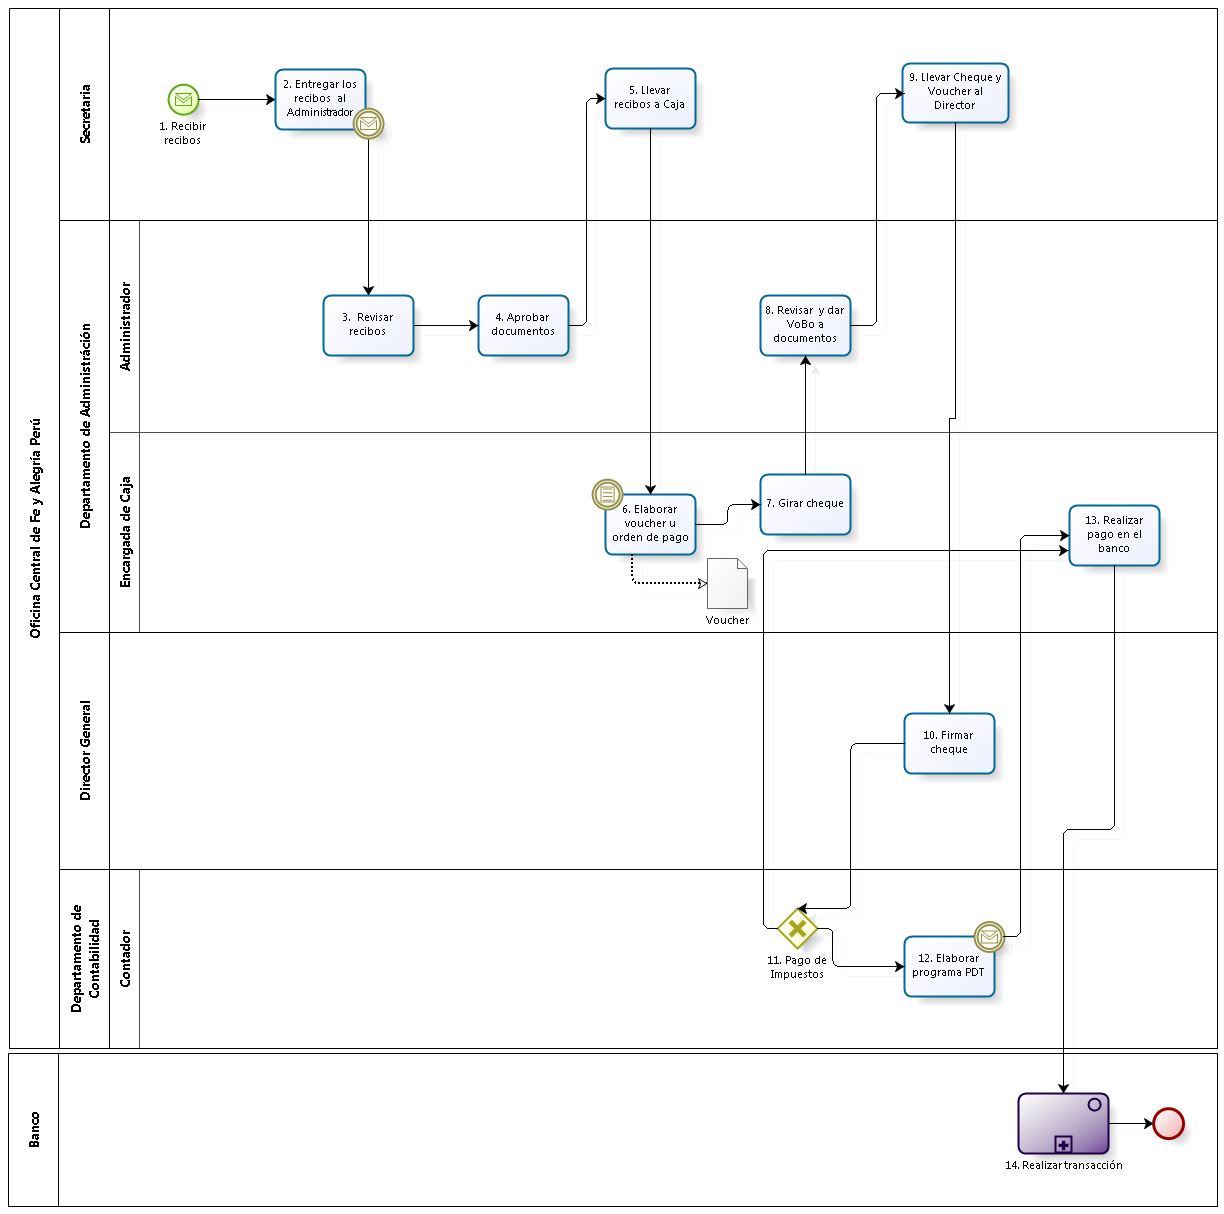 Oficina Central de Fe y Alegría Perú
Secretaria
1. Recibir
recibos
2. Entregar los
recibos al
Administrador
5. Llevar
recibos a Caja
9. Llevar Cheque y
Voucher al
Director
Departamento de Administración
Administrador
3. Revisar
recibos
4. Aprobar
documentos
8. Revisar y dar
VoBo a
documentos
Encargada de Caja
6. Elaborar
voucher u
orden de pago
7. Girar cheque
Voucher
13. Realizar
pago en el
banco
Director General
10. Firmar
cheque
Departamento de
Contabilidad
Contador
11. Pago de
Impuestos
12. Elaborar
programa PDT
Banco
14. Realizar transacción